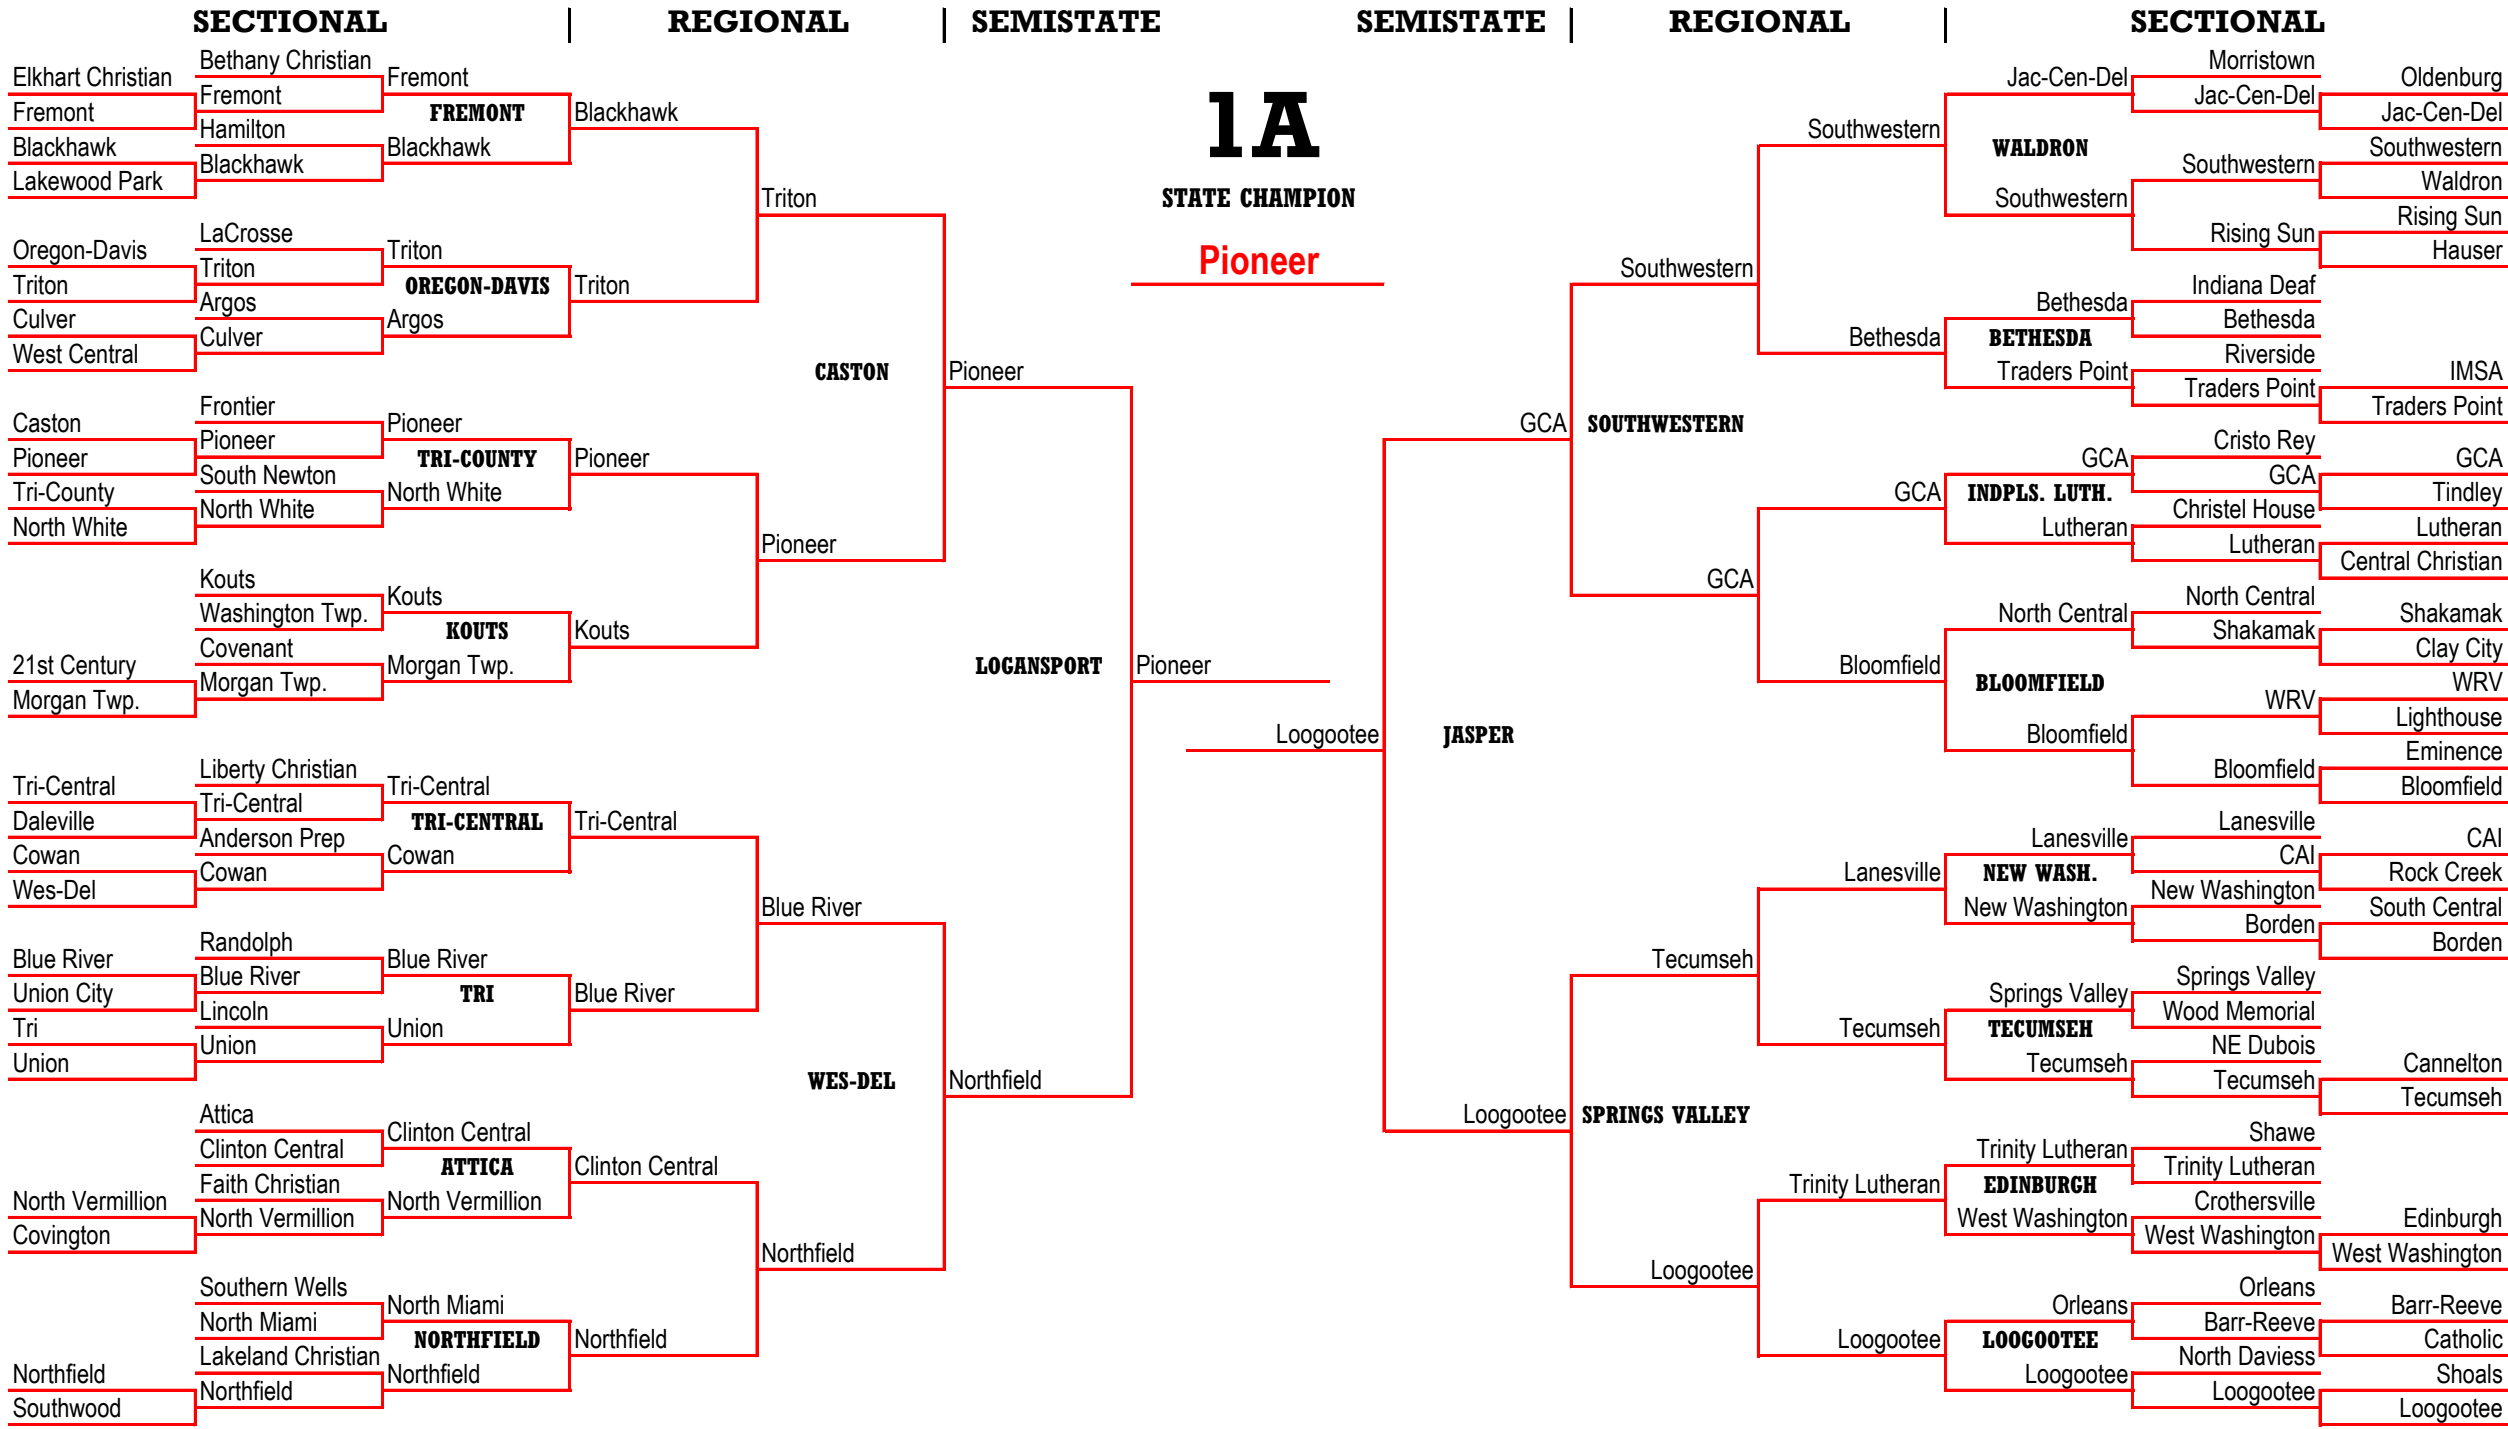 SECTIONAL
REGIONAL
SEMISTATE
SEMISTATE
REGIONAL
SECTIONAL
1A
STATE CHAMPION
Pioneer
Elkhart Christian
Fremont
Blackhawk
Lakewood Park
Oregon-Davis
Triton
Culver
West Central
Caston
Pioneer
Tri-County
North White
21st Century
Morgan Twp.
Tri-Central
Daleville
Cowan
Wes-Del
Blue River
Union City
Tri
Union
North Vermillion
Covington
Northfield
Southwood
Bethany Christian
Fremont
Hamilton
Blackhawk
LaCrosse
Triton
Argos
Culver
Frontier
Pioneer
South Newton
North White
Kouts
Washington Twp.
Covenant
Morgan Twp.
Liberty Christian
Tri-Central
Anderson Prep
Cowan
Randolph
Blue River
Lincoln
Union
Attica
Clinton Central
Faith Christian
North Vermillion
Southern Wells
North Miami
Lakeland Christian
Northfield
Fremont
FREMONT
Blackhawk
Triton
OREGON-DAVIS
Argos
Pioneer
TRI-COUNTY
North White
Kouts
KOUTS
Morgan Twp.
Tri-Central
TRI-CENTRAL
Cowan
Blue River
TRI
Union
Clinton Central
ATTICA
North Vermillion
North Miami
NORTHFIELD
Northfield
Blackhawk
Triton
Pioneer
Kouts
Tri-Central
Blue River
Clinton Central
Northfield
Triton
CASTON
Pioneer
Blue River
WES-DEL
Northfield
Pioneer
LOGANSPORT
Northfield
Pioneer
Loogootee
GCA
JASPER
Loogootee
Southwestern
SOUTHWESTERN
GCA
Tecumseh
SPRINGS VALLEY
Loogootee
Southwestern
Bethesda
GCA
Bloomfield
Lanesville
Tecumseh
Trinity Lutheran
Loogootee
Jac-Cen-Del
WALDRON
Southwestern
Bethesda
BETHESDA
Traders Point
GCA
INDPLS. LUTH.
Lutheran
North Central
BLOOMFIELD
Bloomfield
Lanesville
NEW WASH.
New Washington
Springs Valley
TECUMSEH
Tecumseh
Trinity Lutheran
EDINBURGH
West Washington
Orleans
LOOGOOTEE
Loogootee
Morristown
Jac-Cen-Del
Southwestern
Rising Sun
Indiana Deaf
Bethesda
Riverside
Traders Point
Cristo Rey
GCA
Christel House
Lutheran
North Central
Shakamak
WRV
Bloomfield
Lanesville
CAI
New Washington
Borden
Springs Valley
Wood Memorial
NE Dubois
Tecumseh
Shawe
Trinity Lutheran
Crothersville
West Washington
Orleans
Barr-Reeve
North Daviess
Loogootee
Oldenburg
Jac-Cen-Del
Southwestern
Waldron
Rising Sun
Hauser
IMSA
Traders Point
GCA
Tindley
Lutheran
Central Christian
Shakamak
Clay City
WRV
Lighthouse
Eminence
Bloomfield
CAI
Rock Creek
South Central
Borden
Cannelton
Tecumseh
Edinburgh
West Washington
Barr-Reeve
Catholic
Shoals
Loogootee